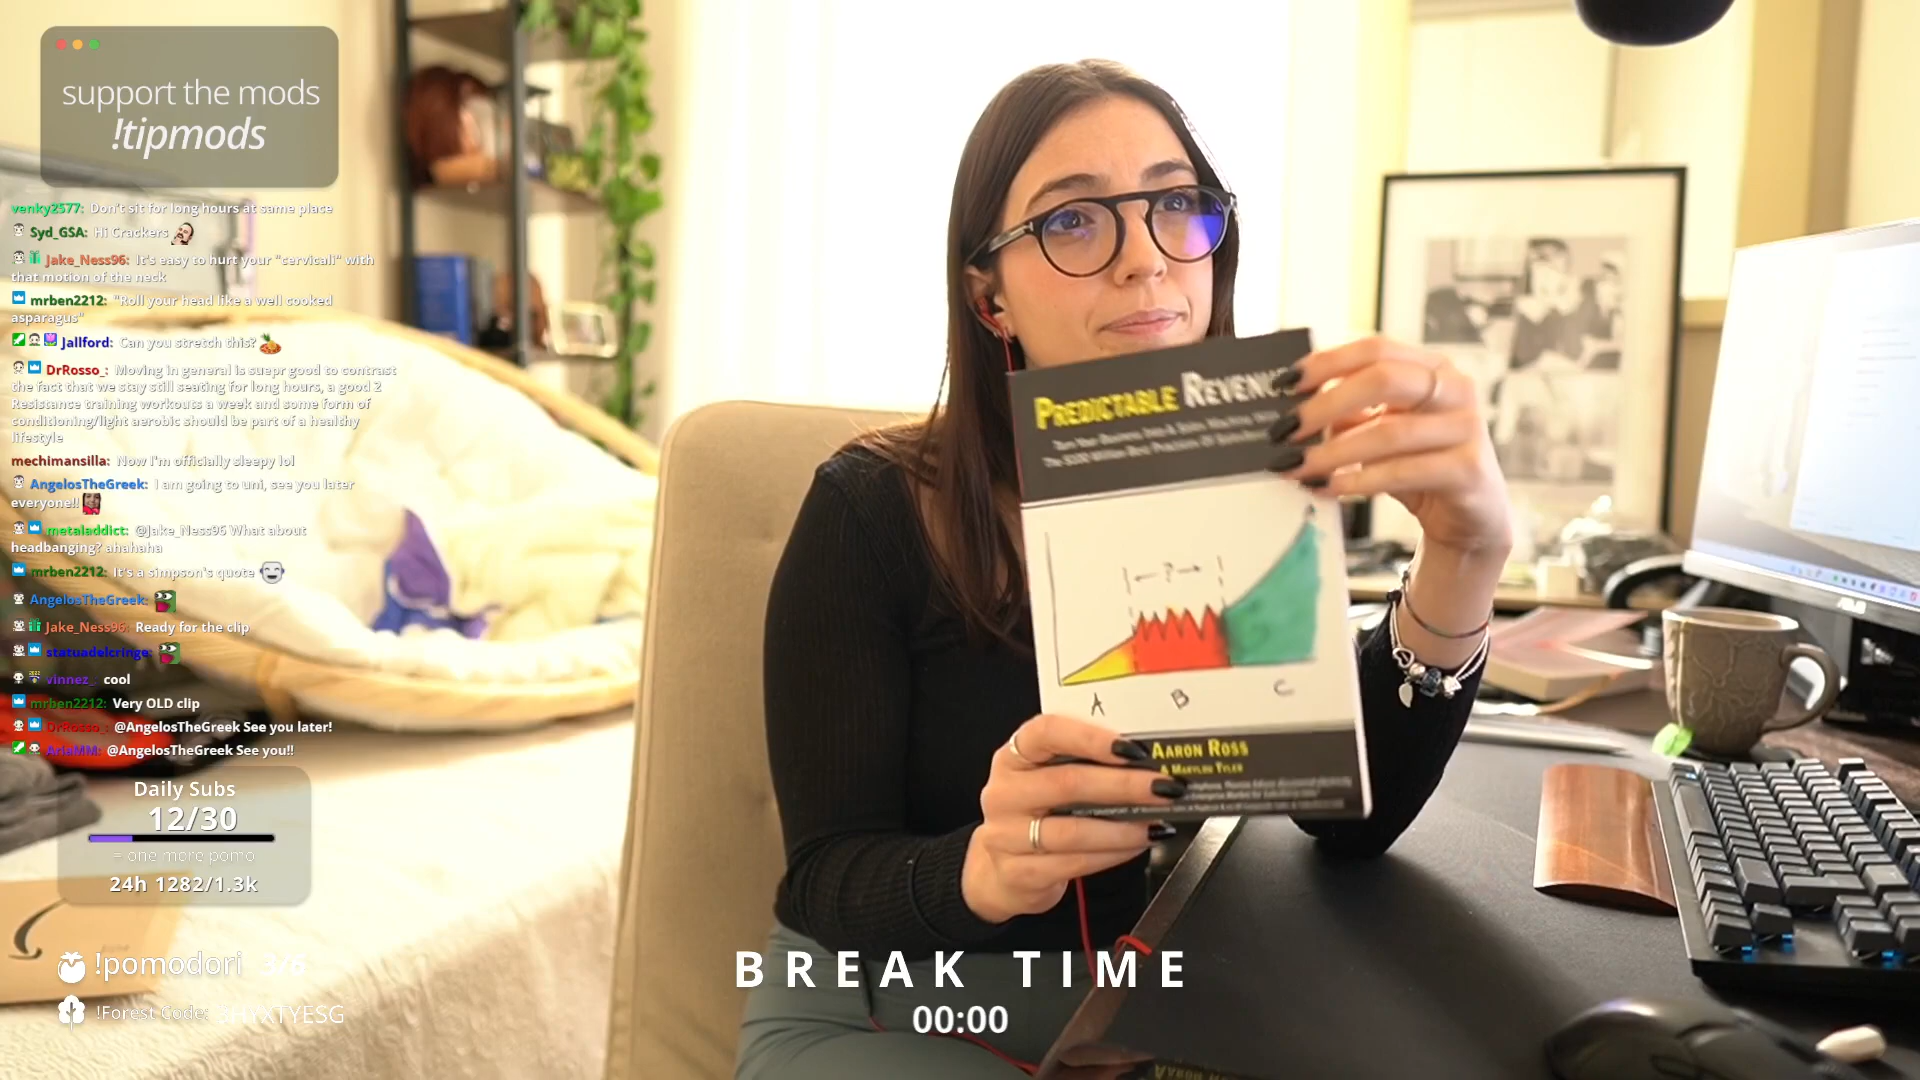 support the mods
!tipmods
venky2577: Don't sit for long hours at same place
Syd_GSA: Hi Crackers
Jake_Ness96: It's easy to hurt your "cervicali" with
that motion of the neck
mrben2212: "Roll your head like a well cooked
asparagus"
Jallford: Can you stretch this?
DrRosso_: Moving in general is suepr good to contrast
the fact that we stay still seating for long hours, a good 2
Resistance training workouts a week and some form of
conditioning/light aerobic should be part of a healthy
lifestyle
mechimansilla: Now I'm officially sleepy lol
AngelosTheGreek: I am going to uni, see you later
everyone!!
metaladdict: @Jake_Ness96 What about
headbanging? ahahaha
mrben2212: It's a simpson's quote
AngelosTheGreek:
Jake_Ness96: Ready for the clip
statuadelcringe:
vinnez_ cool
mrben2212: Very OLD clip
DrRosso_: @AngelosTheGreek See you later!
ArieMM: @AngelosTheGreek See you!!
Daily Subs
12/30
= one more pomo
24h 1282/1.3k
!pomodori 3/6
!Forest Code:
BREAK TIME
00:00
PREDICTABLE
A B C
AARON ROSS
& MARYLOU TYLER